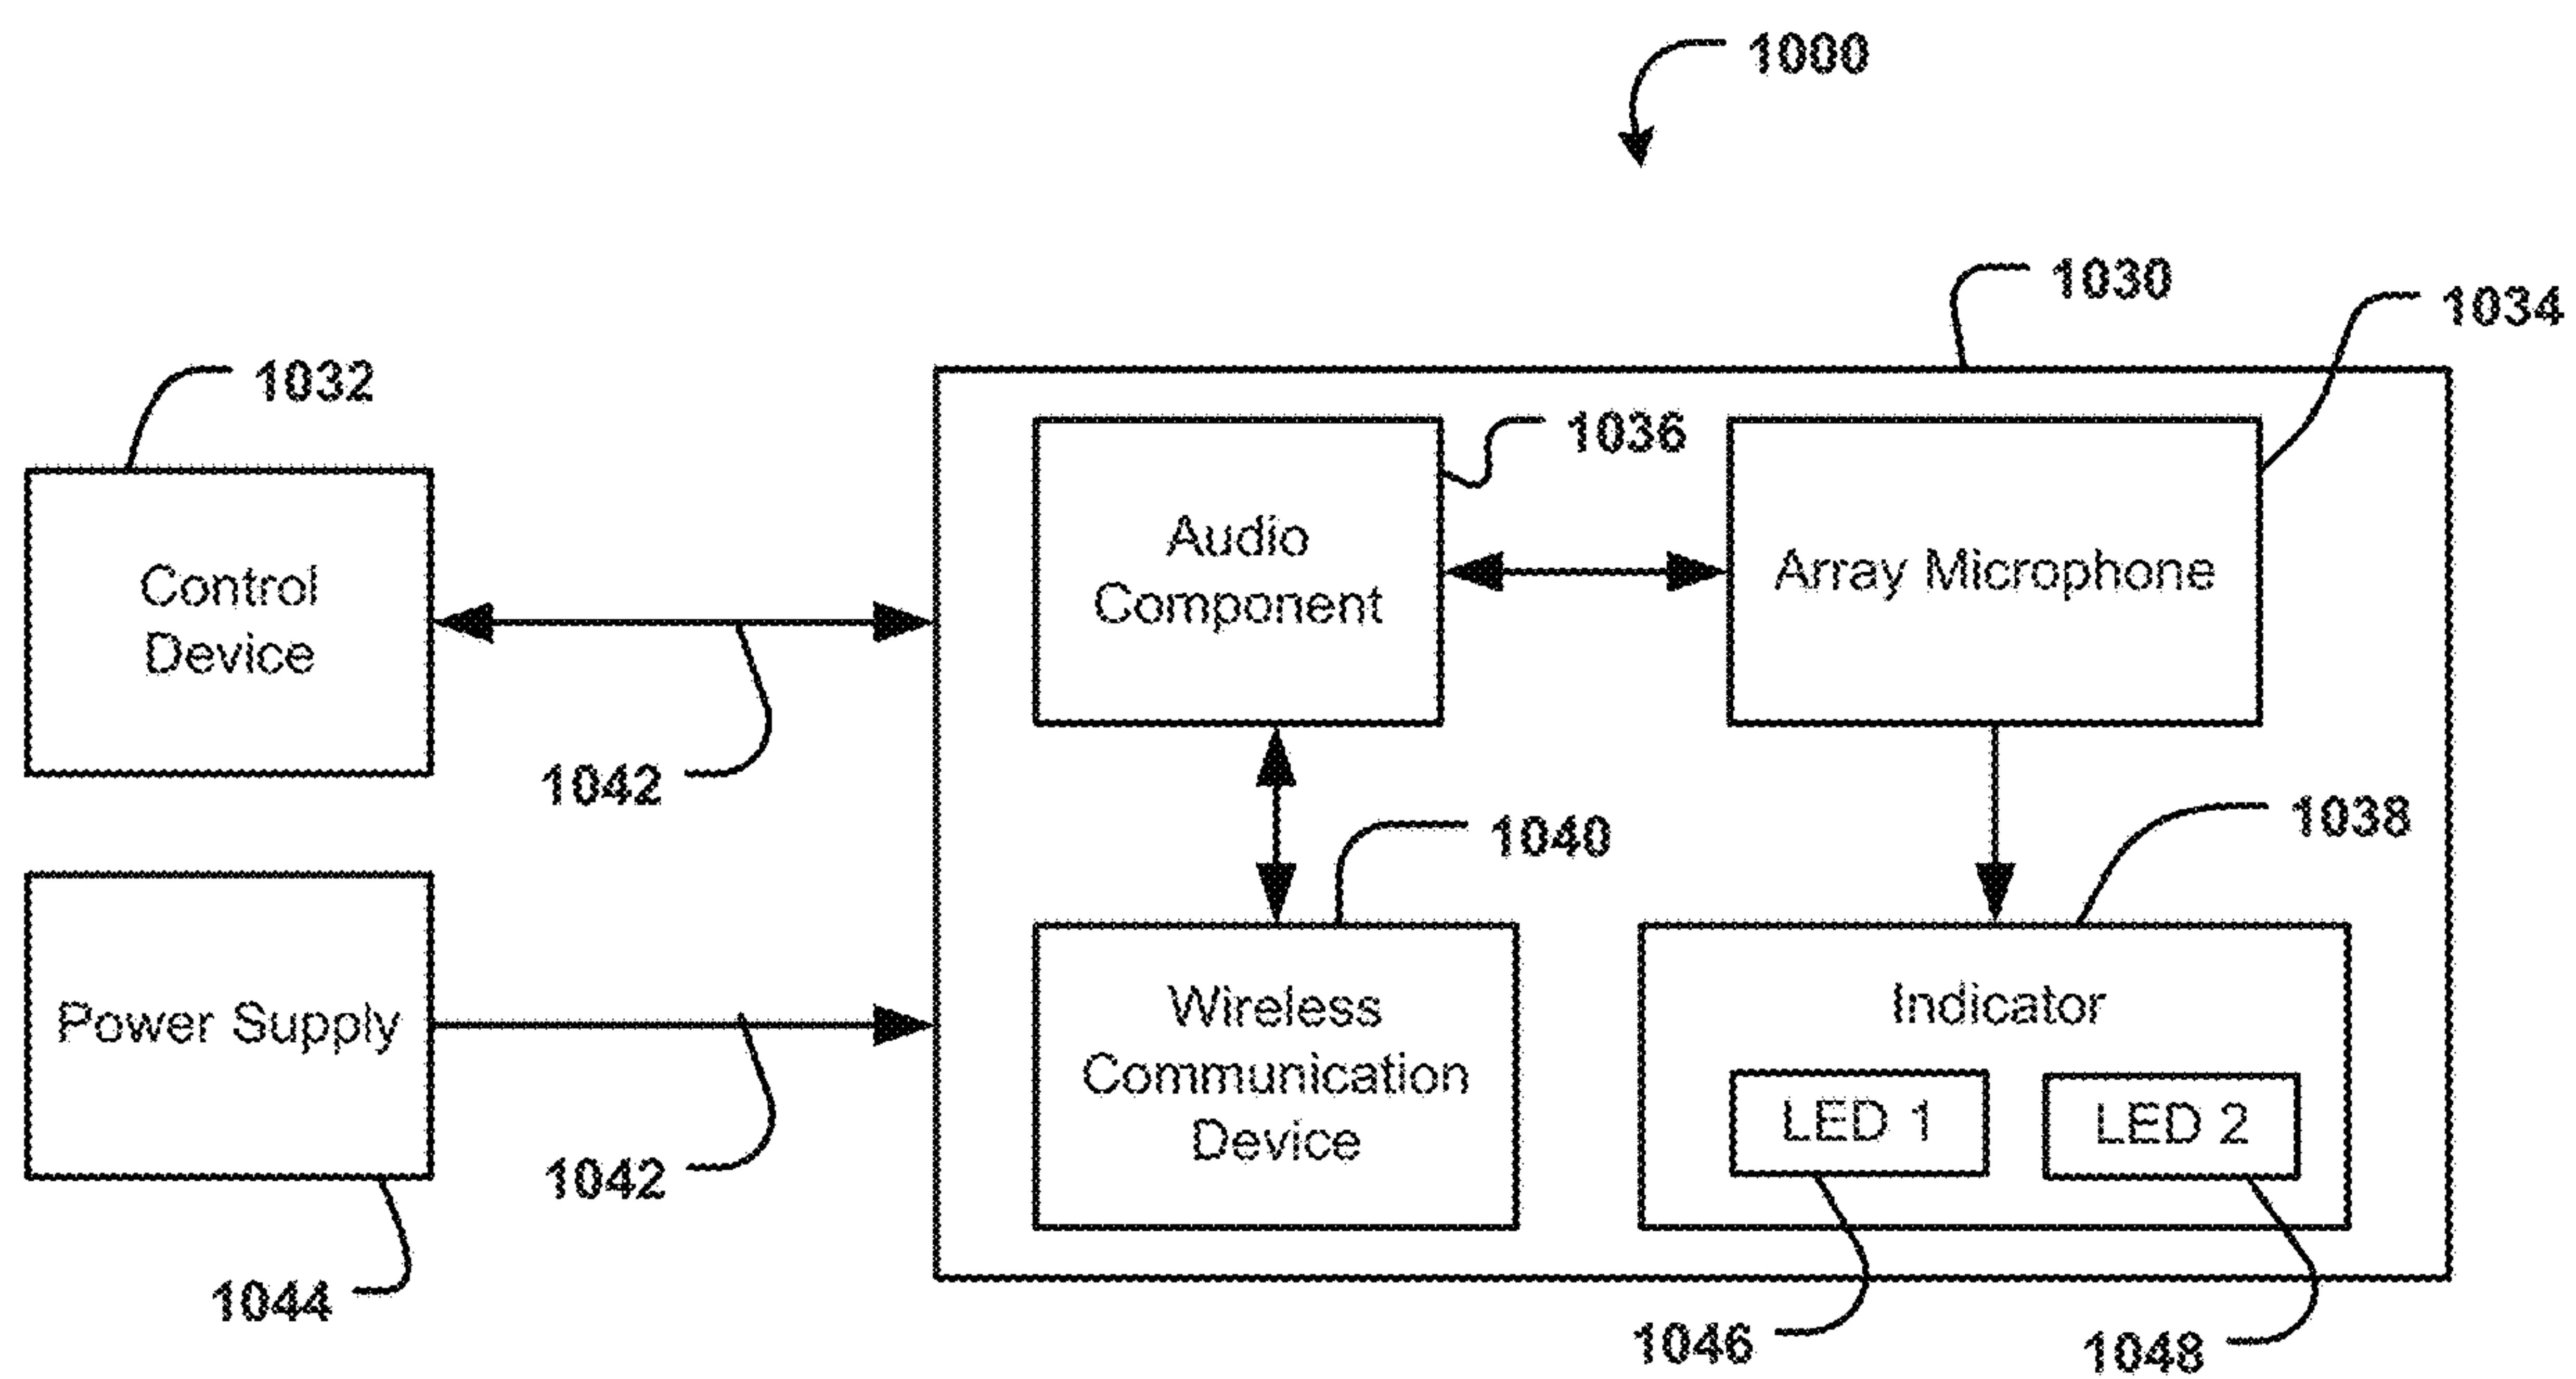 1000
1030
1034
1032
1036
Audio
Component
Array Microphone
Control
Device
1042
1038
1040
Power Supply
Wireless
Communication
Device
Indicator
LED 1
LED 2
1042
1044
1046
1048